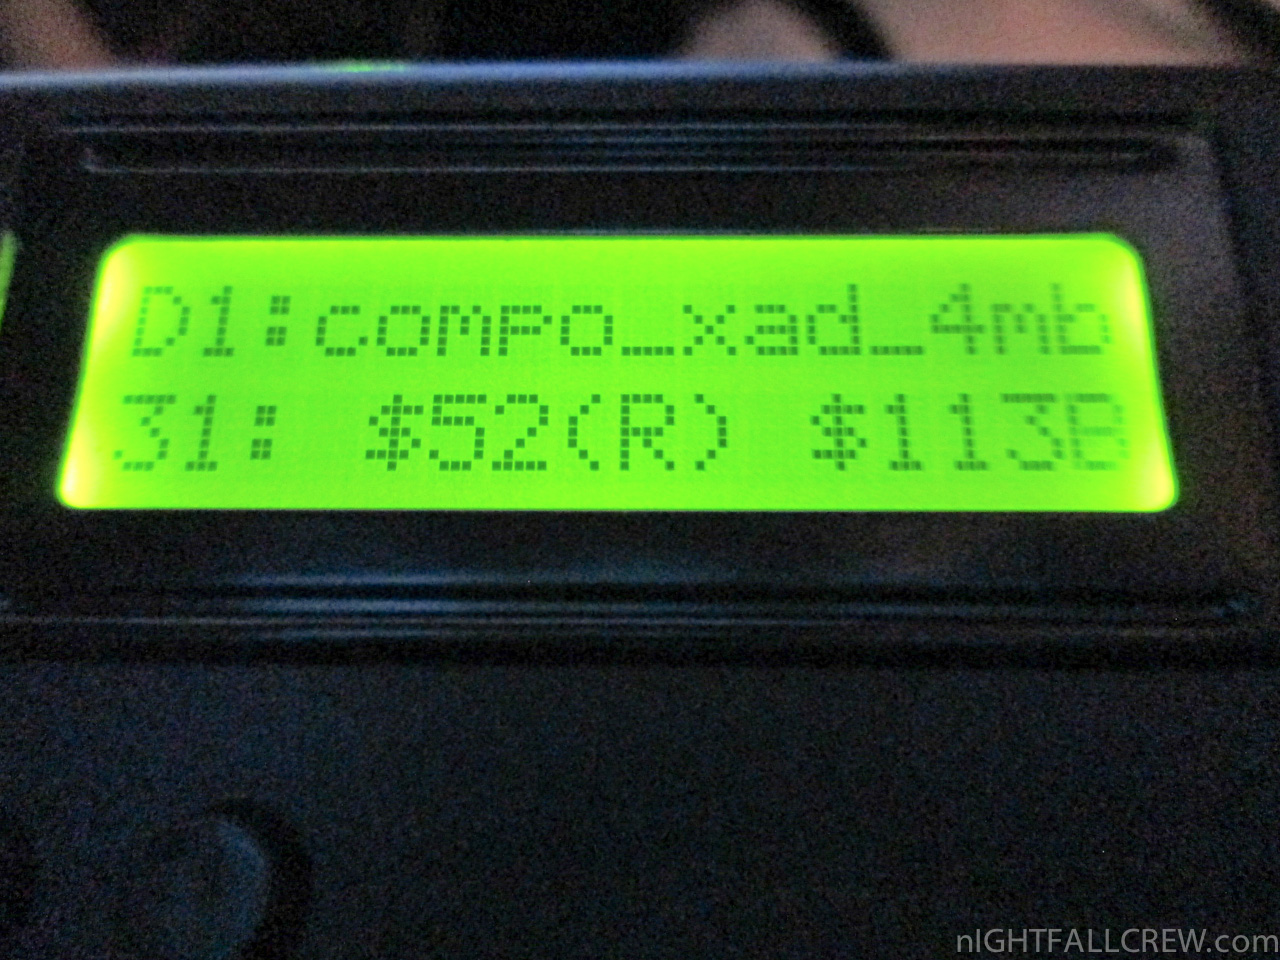 D1:compo_xad_4mb
31: $52(R) $113B
nIGHTFALLCREW.com